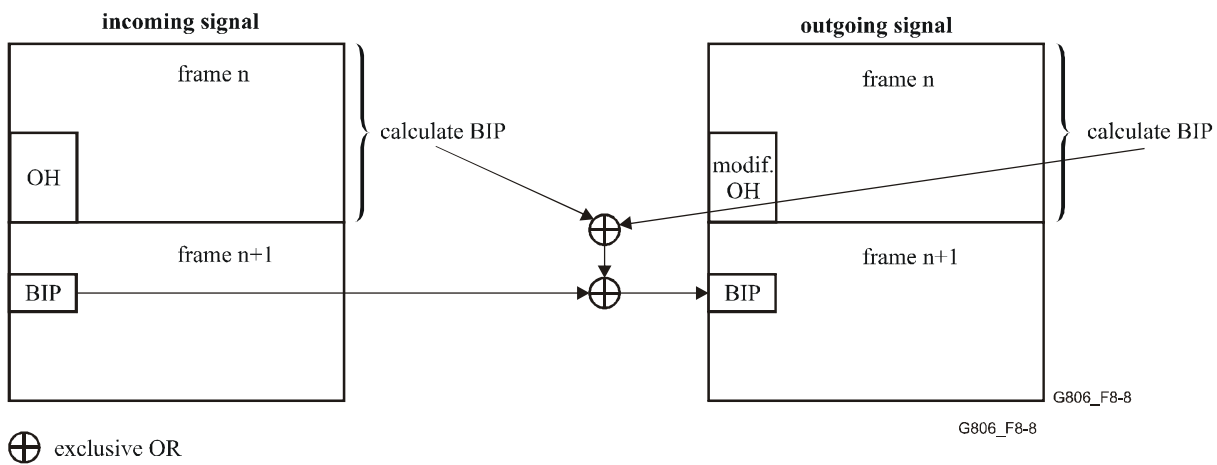 incoming signal
outgoing signal
frame n
frame n
calculate BIP
calculate BIP
OH
modif.
OH
frame n+1
frame n+1
BIP
BIP
G806_F8-8
G806_F8-8
exclusive OR